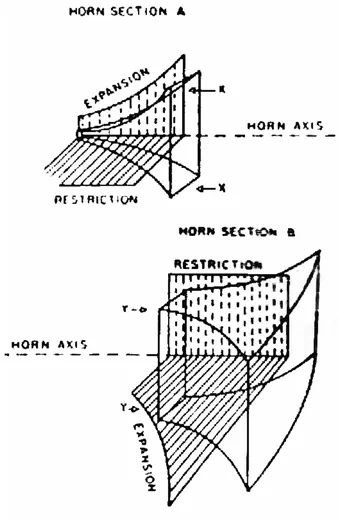 HORN SECTION A
EXPANSION
X
HORN AXIS
X
RESTRICTION
HORN SECTION B
RESTRICTION
Y
HORN AXIS
Y
EXPANSION